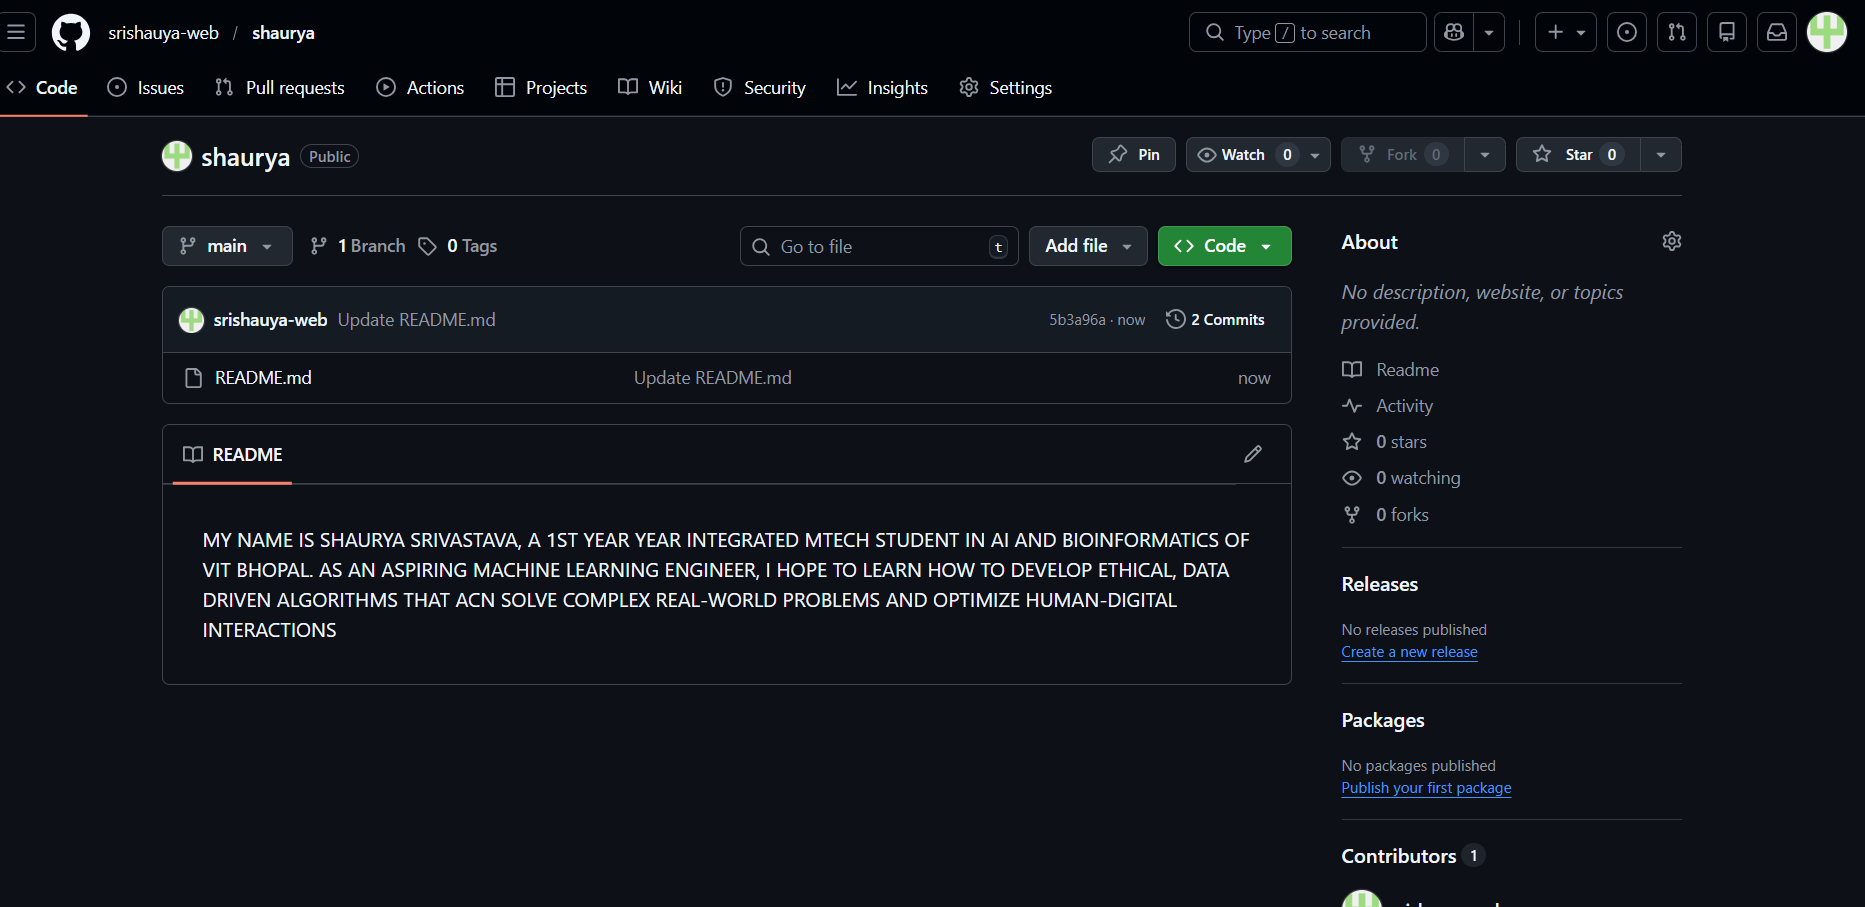 srishauya-web / shaurya
Type / to search
Code
Issues
Pull requests
Actions
Projects
Wiki
Security
Insights
Settings
shaurya Public
Pin
Watch 0
Fork 0
Star 0
main
1 Branch
0 Tags
Go to file t
Add file
Code
srishauya-web Update README.md 5b3a96a · now 2 Commits
README.md Update README.md now
README
MY NAME IS SHAURYA SRIVASTAVA, A 1ST YEAR YEAR INTEGRATED MTECH STUDENT IN AI AND BIOINFORMATICS OF
VIT BHOPAL. AS AN ASPIRING MACHINE LEARNING ENGINEER, I HOPE TO LEARN HOW TO DEVELOP ETHICAL, DATA
DRIVEN ALGORITHMS THAT ACN SOLVE COMPLEX REAL-WORLD PROBLEMS AND OPTIMIZE HUMAN-DIGITAL
INTERACTIONS
About
No description, website, or topics
provided.
Readme
Activity
0 stars
0 watching
0 forks
Releases
No releases published
Create a new release
Packages
No packages published
Publish your first package
Contributors 1